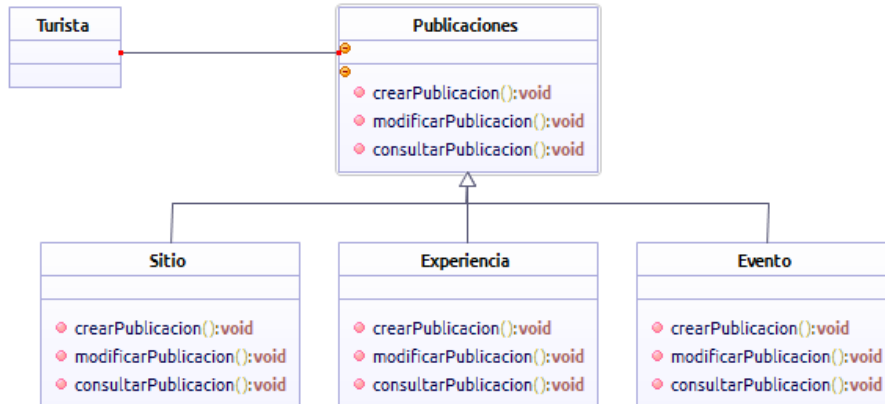 Turista
Publicaciones
crearPublicacion():void
modificarPublicacion():void
consultarPublicacion():void
Sitio
crearPublicacion():void
modificarPublicacion():void
consultarPublicacion():void
Experiencia
crearPublicacion():void
modificarPublicacion():void
consultarPublicacion():void
Evento
crearPublicacion():void
modificarPublicacion():void
consultarPublicacion():void